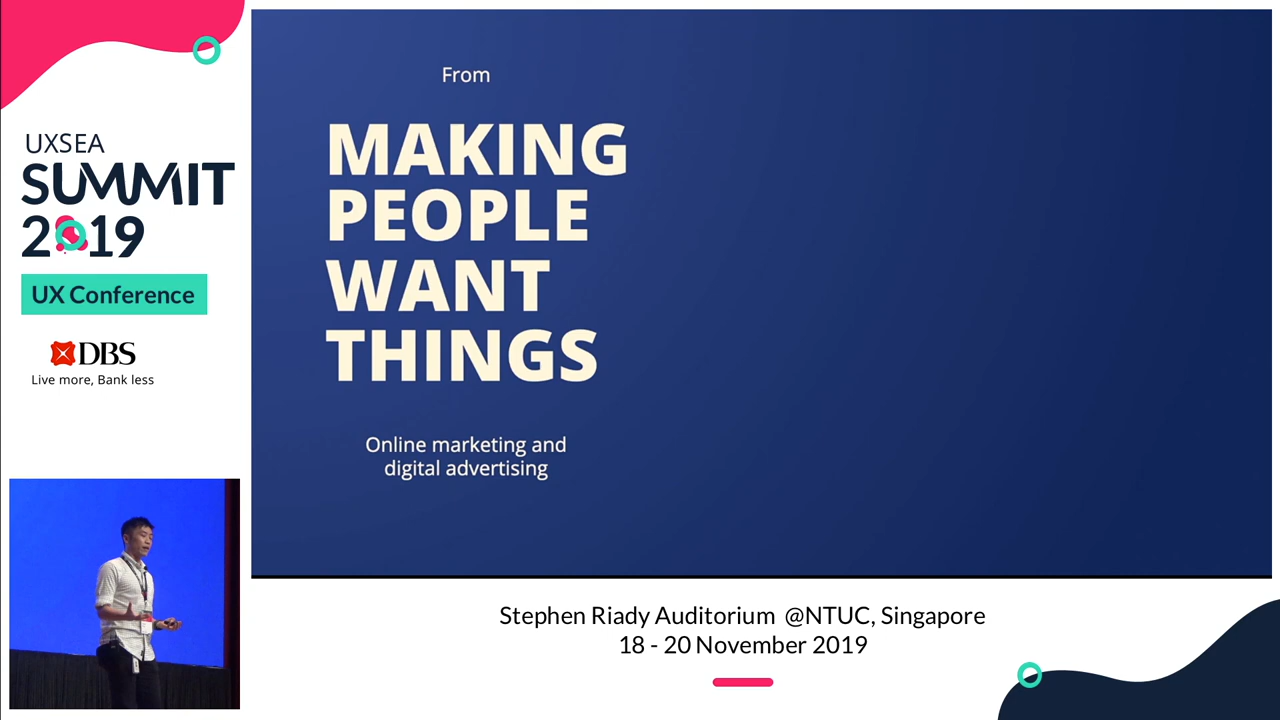 UXSEA
SUMMIT
2019
UX Conference
DBS
Live more, Bank less
From
MAKING
PEOPLE
WANT
THINGS
Online marketing and
digital advertising
Stephen Riady Auditorium @NTUC, Singapore
18 - 20 November 2019